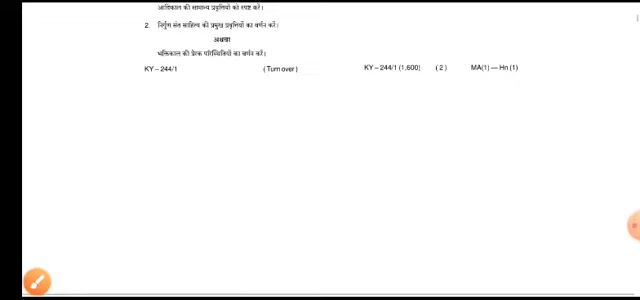 आदिकाल की सामान्य प्रवृत्तियों को स्पष्ट करें।
2. निर्गुण संत साहित्य की प्रमुख प्रवृत्तियों का वर्णन करें।
अथवा
भक्तिकाल की प्रेरक परिस्थितियों का वर्णन करें।
KY – 244/1 (Turn over) KY – 244/1 (1,600) (2) MA(1) — Hn (1)